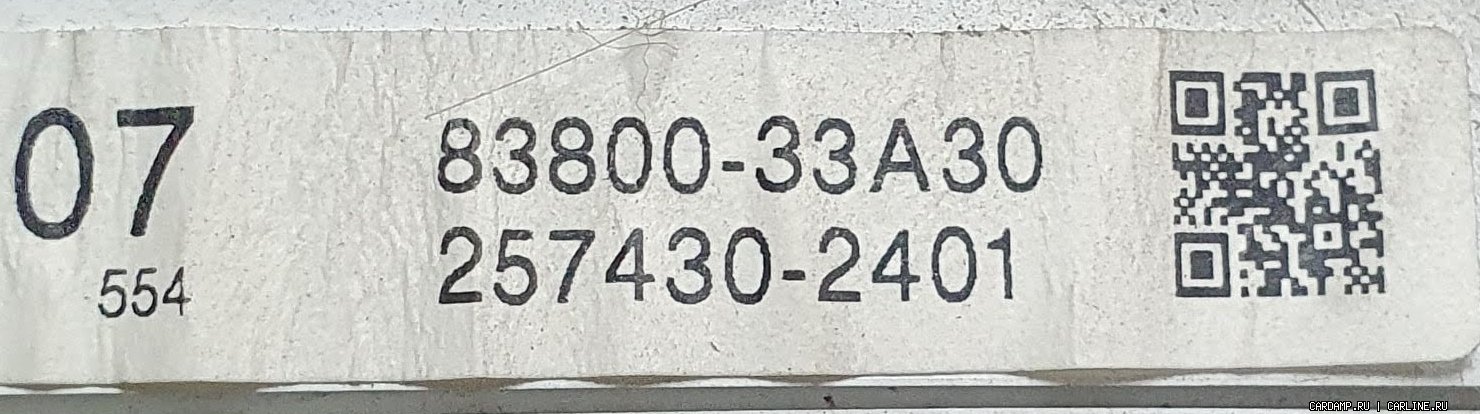 07
83800-33A30
257430-2401
554
CARDAMP.RU | CARLINE.RU